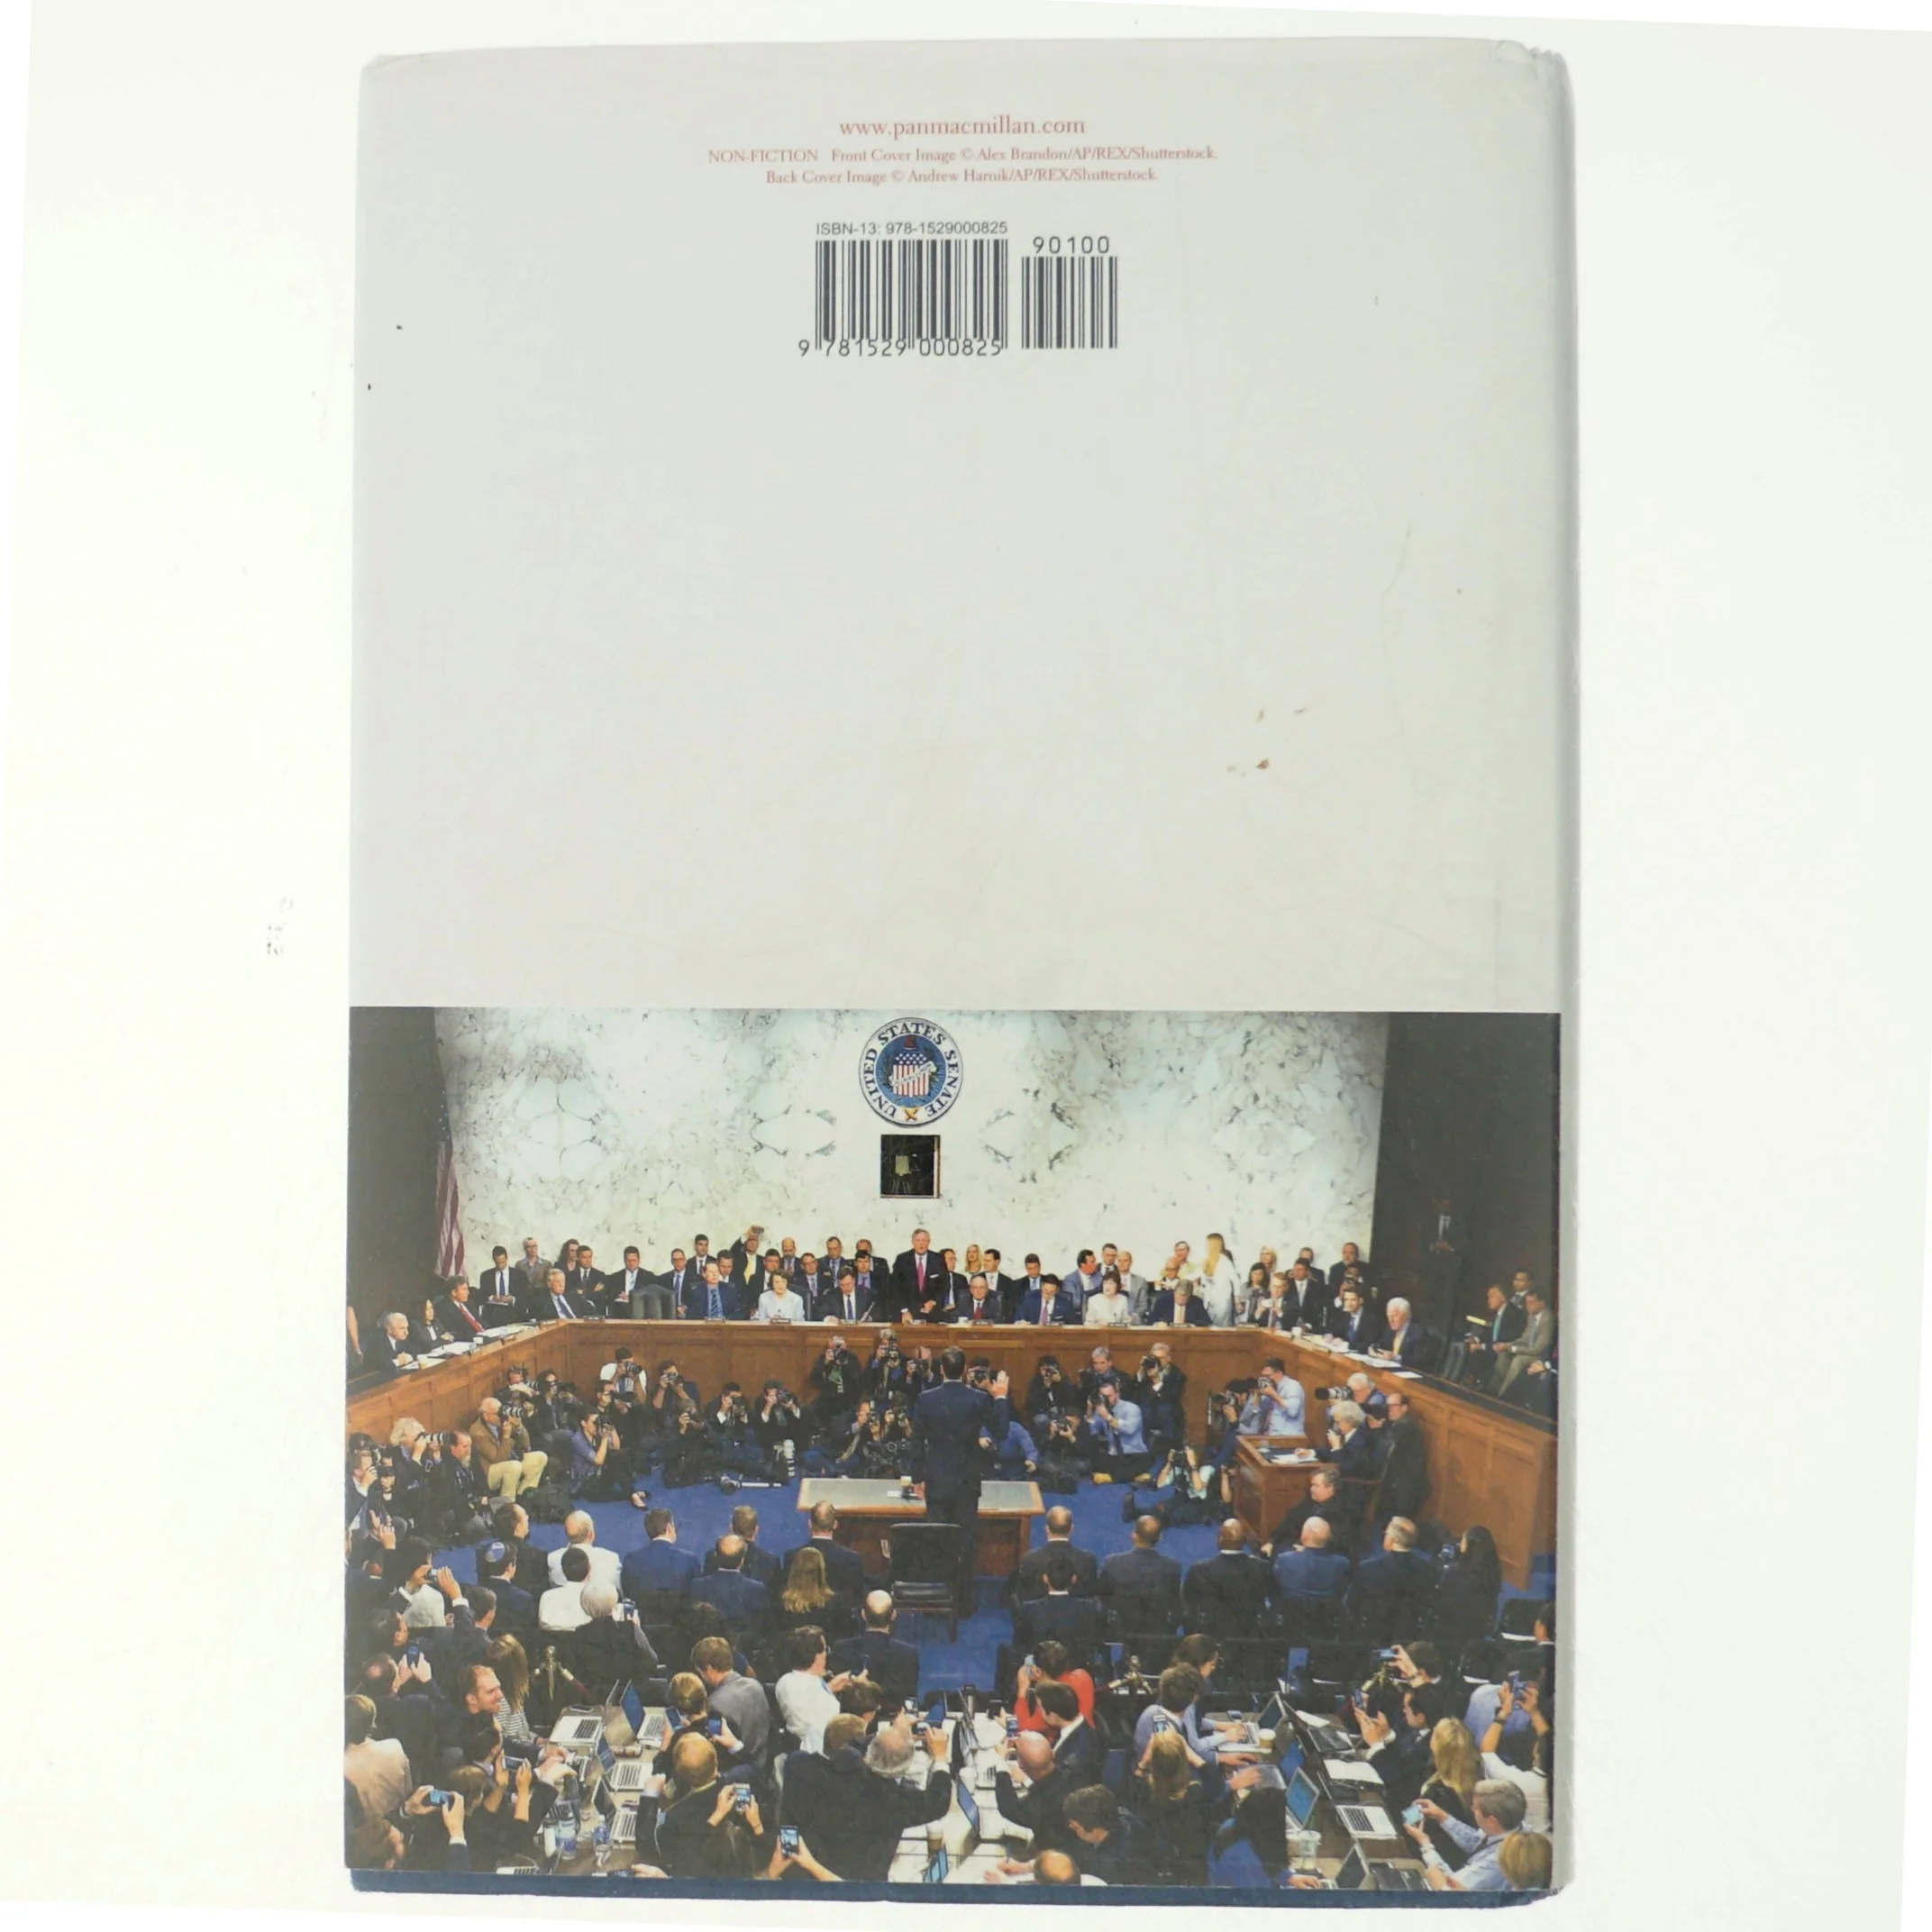 www.panmacmillan.com
NON-FICTION Front Cover Image © Alex Brandon/AP/REX/Shutterstock.
Back Cover Image © Andrew Harnik/AP/REX/Shutterstock.
ISBN-13: 978-1529000825
90100
9 781529 000825
UNITED STATES SENATE